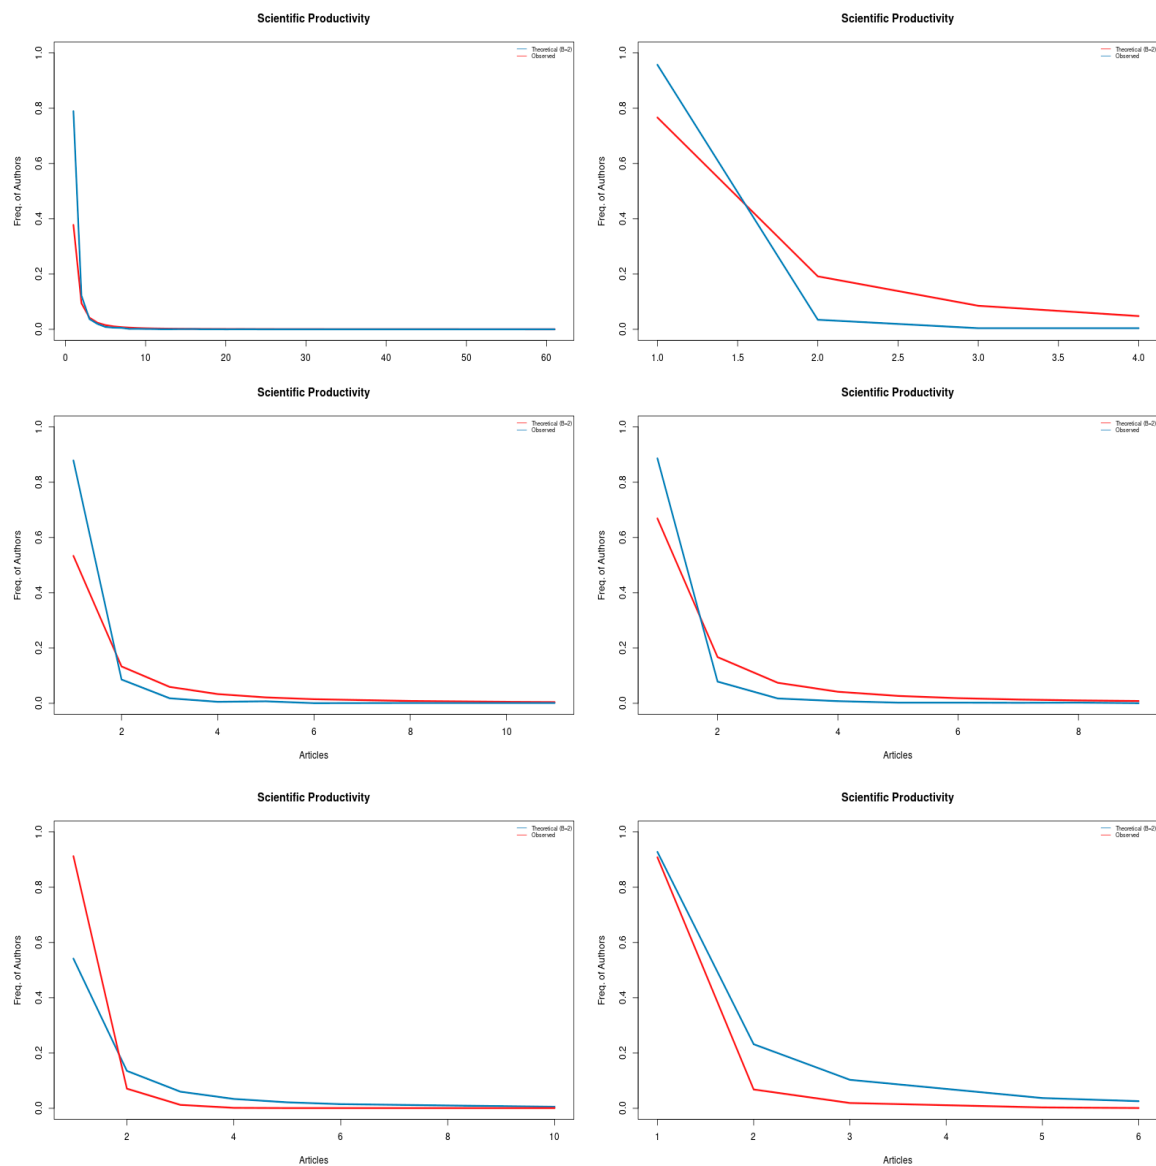 Scientific Productivity
Theoretical (B=2)
Observed
Freq. of Authors
1.0
0.8
0.6
0.4
0.2
0.0
0 10 20 30 40 50 60
Scientific Productivity
Theoretical (B=2)
Observed
Freq. of Authors
1.0
0.8
0.6
0.4
0.2
0.0
1.0 1.5 2.0 2.5 3.0 3.5 4.0
Scientific Productivity
Theoretical (B=2)
Observed
Freq. of Authors
1.0
0.8
0.6
0.4
0.2
0.0
2 4 6 8 10
Articles
Scientific Productivity
Theoretical (B=2)
Observed
Freq. of Authors
1.0
0.8
0.6
0.4
0.2
0.0
2 4 6 8
Articles
Scientific Productivity
Theoretical (B=2)
Observed
Freq. of Authors
1.0
0.8
0.6
0.4
0.2
0.0
2 4 6 8 10
Articles
Scientific Productivity
Theoretical (B=2)
Observed
Freq. of Authors
1.0
0.8
0.6
0.4
0.2
0.0
1 2 3 4 5 6
Articles